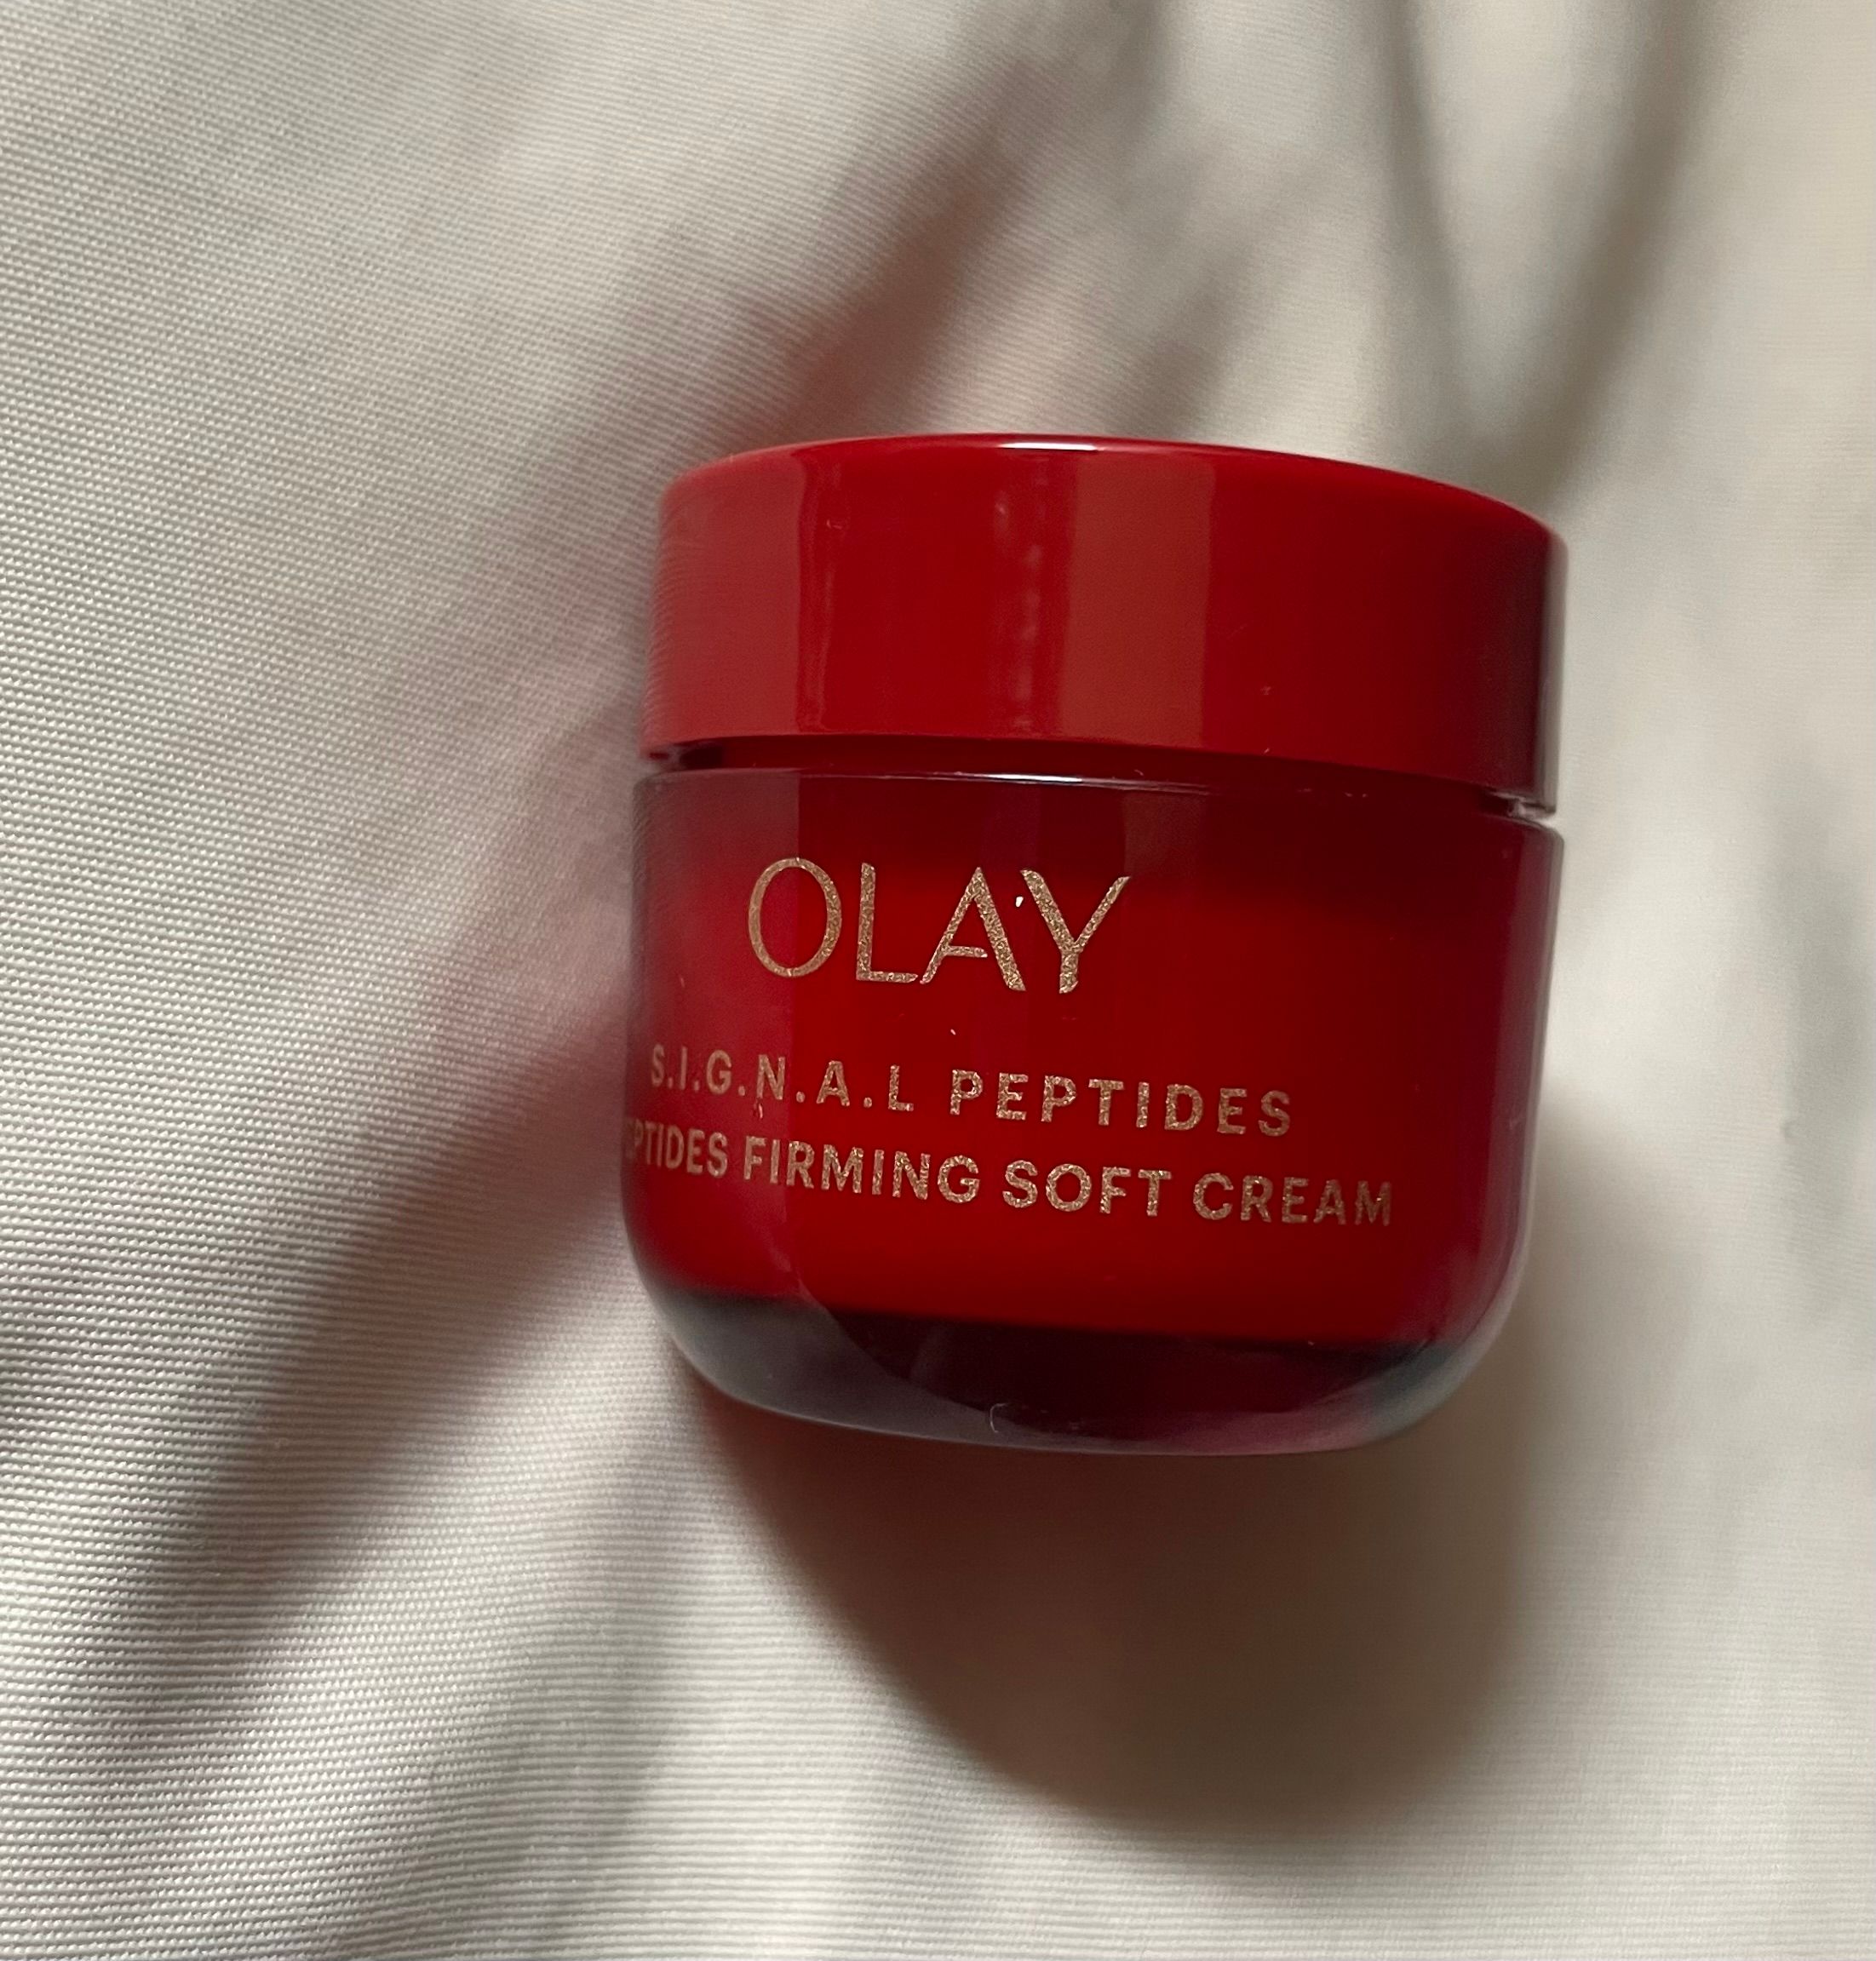 OLAY
S.I.G.N.A.L PEPTIDES
FIRMING SOFT CREAM